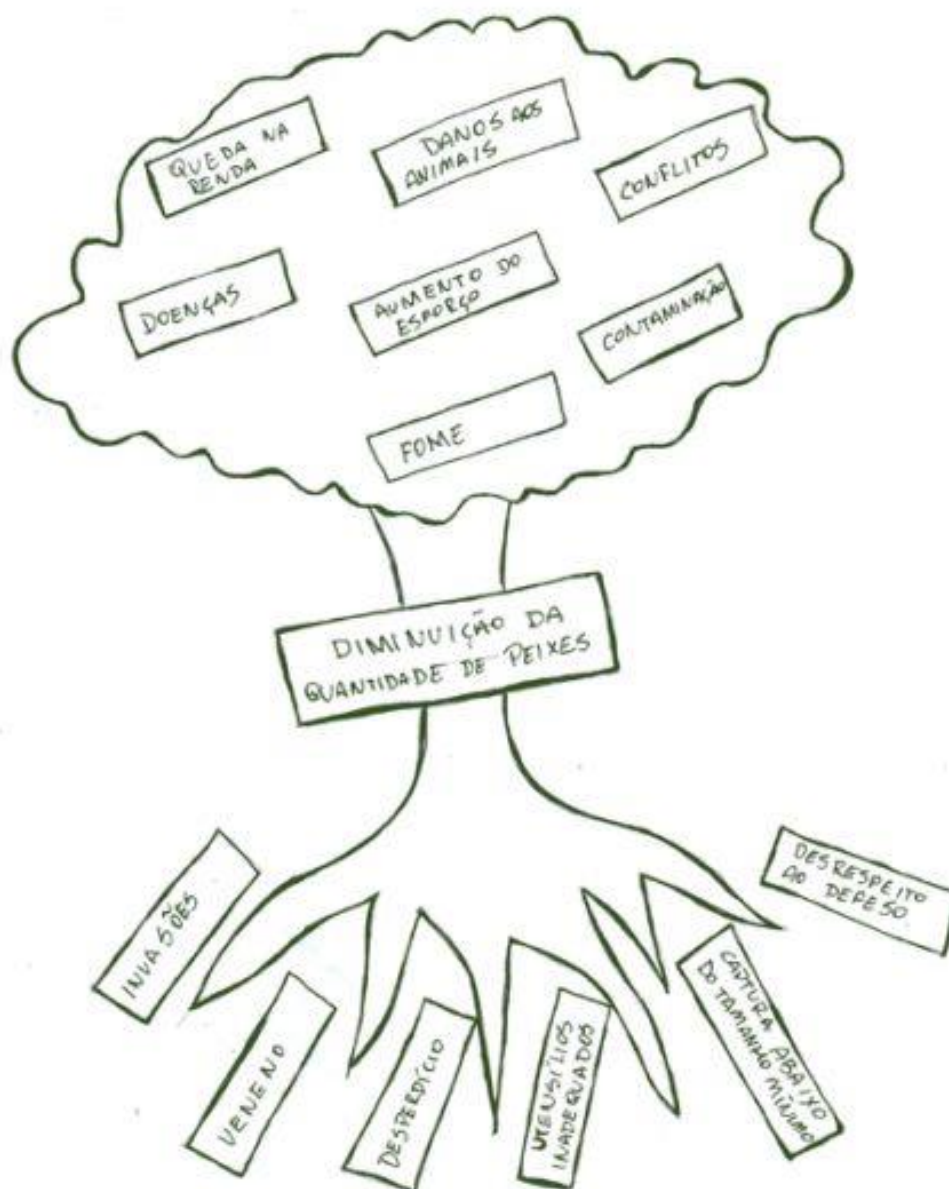 QUEDA NA
RENDA
DANOS AOS
ANIMAIS
CONFLITOS
DOENÇAS
AUMENTO DO
ESFORÇO
CONTAMINAÇÃO
FOME
DIMINUIÇÃO DA
QUANTIDADE DE PEIXES
INVASÕES
VENENO
DESPERDÍCIO
UTENSÍLIOS
INADEQUADOS
CAPTURA ABAIXO
DO TAMANHO MÍNIMO
DESRESPEITO
AO DEFESO